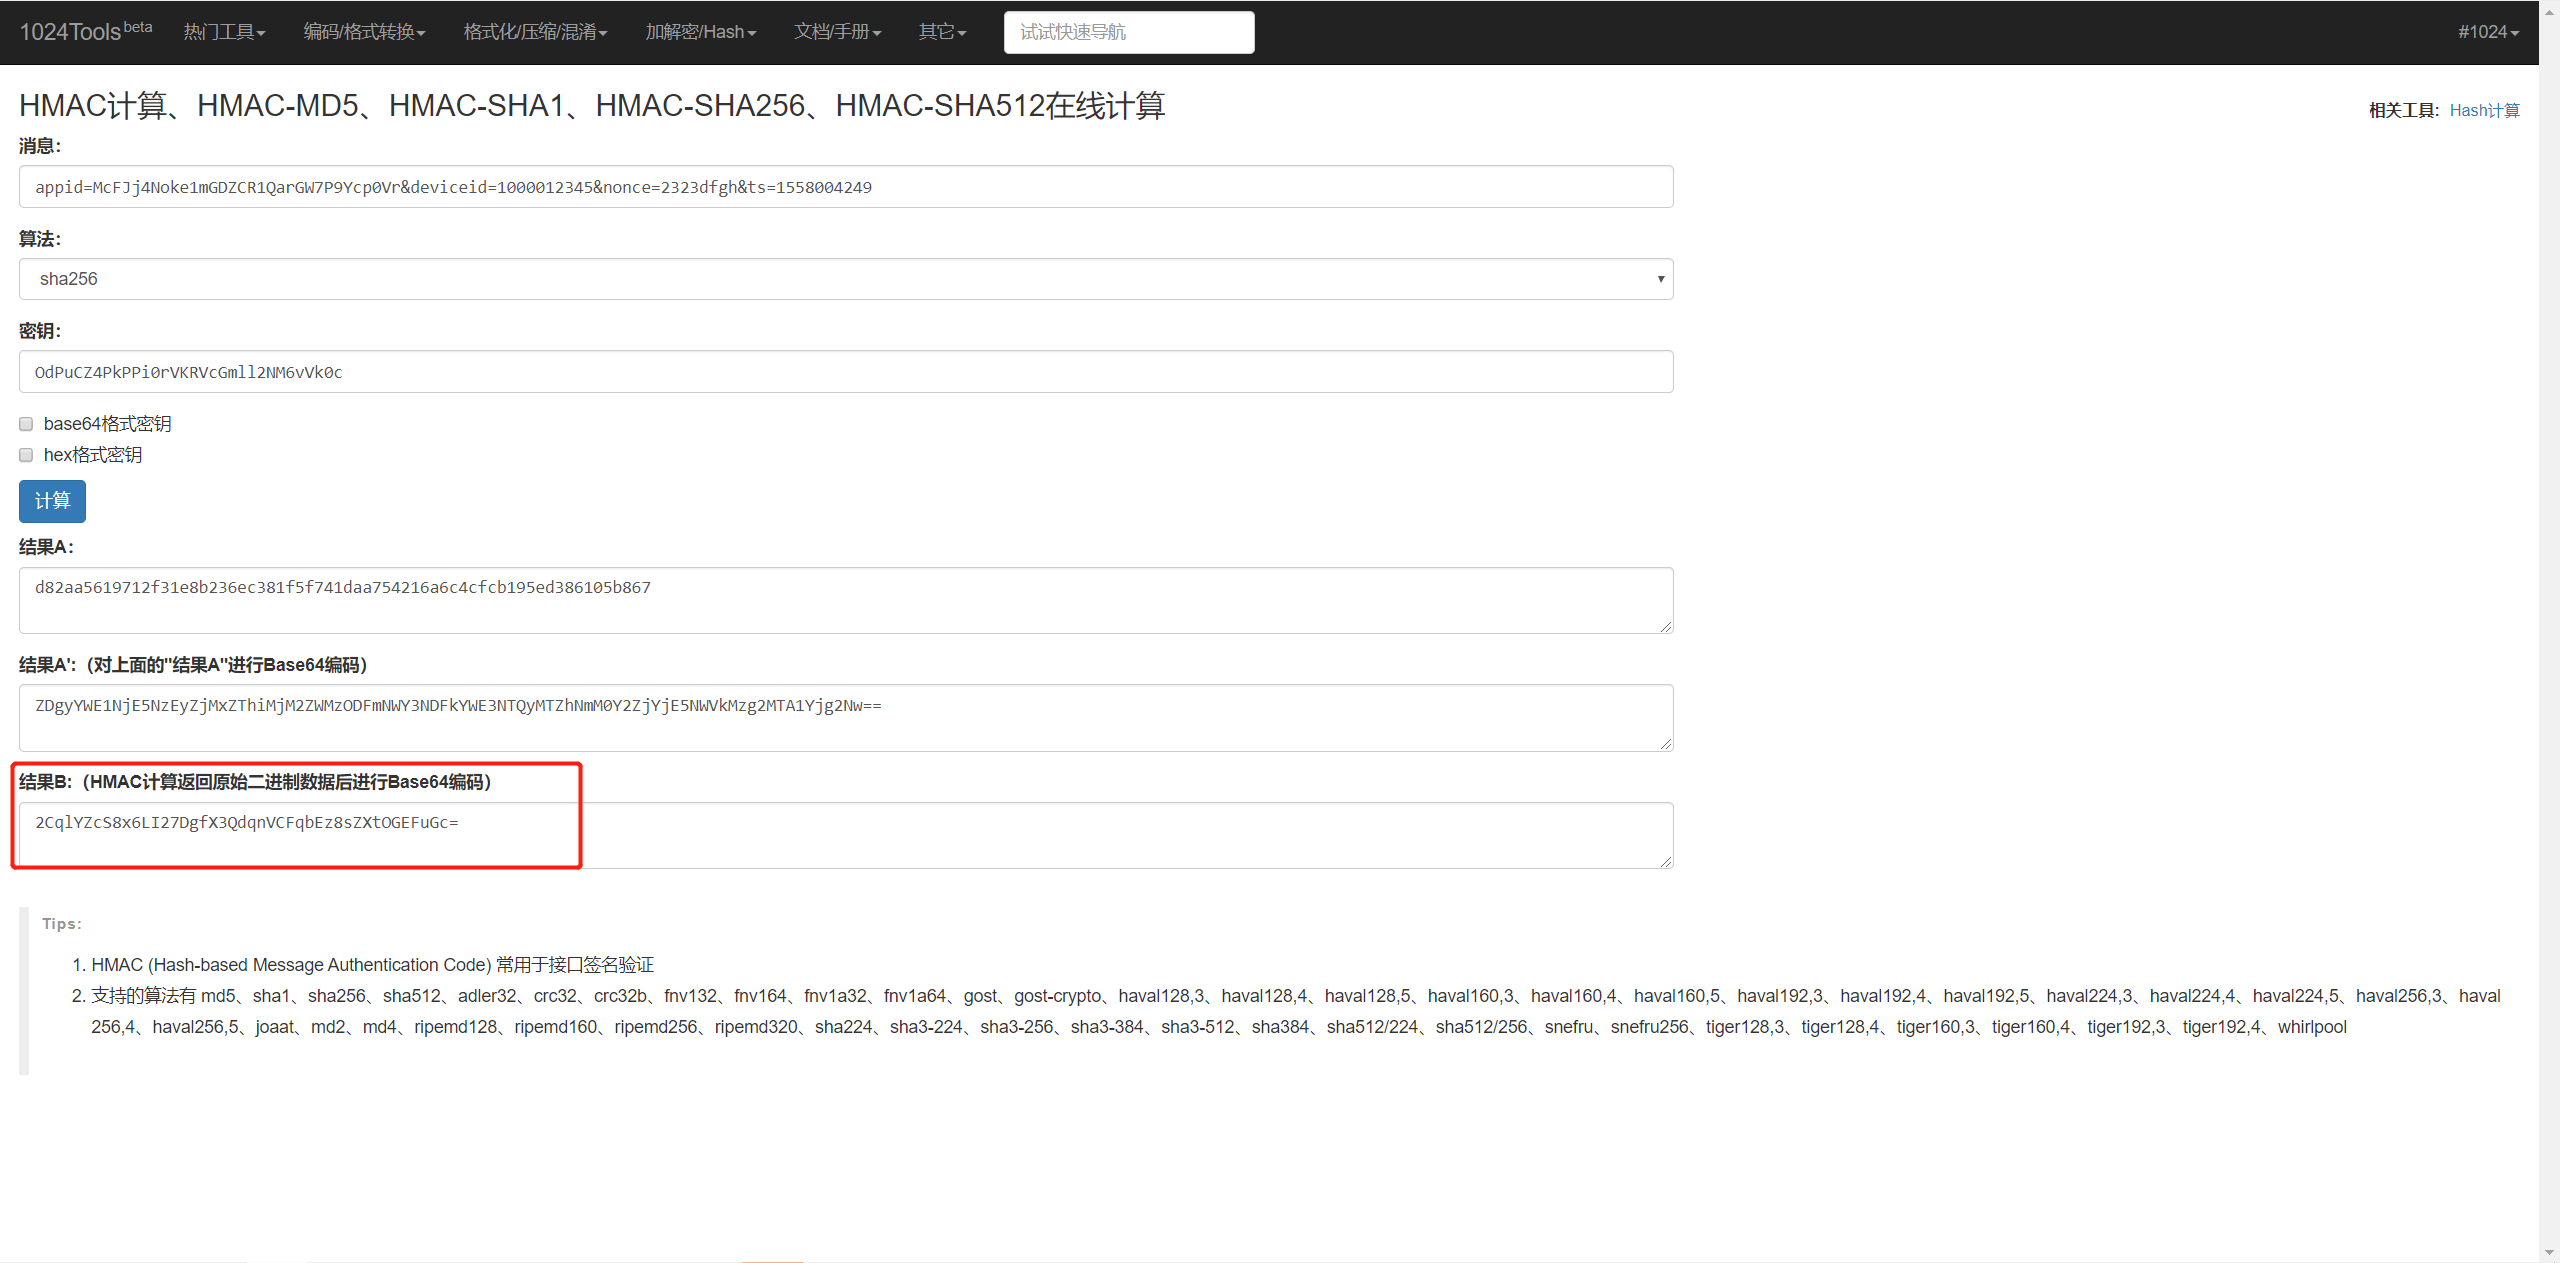 1024Tools beta 热门工具 编码/格式转换 格式化/压缩/混淆 加解密/Hash 文档/手册 其它 试试快速导航 #1024
HMAC计算、HMAC-MD5、HMAC-SHA1、HMAC-SHA256、HMAC-SHA512在线计算
相关工具: Hash计算
消息:
appid=McFJj4Noke1mGDZCR1QarGW7P9Ycp0Vr&deviceid=1000012345&nonce=2323dfgh&ts=1558004249
算法:
sha256
密钥:
OdPuCZ4PkPPi0rVKRVcGmll2NM6vVk0c
base64格式密钥
hex格式密钥
计算
结果A:
d82aa5619712f31e8b236ec381f5f741daa754216a6c4cfcb195ed386105b867
结果A':（对上面的"结果A"进行Base64编码）
ZDgyYWE1NjE5NzEyZjMxZThiMjM2ZWMzODFmNWY3NDFkYWE3NTQyMTZhNmM0Y2ZjYjE5NWVkMzg2MTA1Yjg2Nw==
结果B:（HMAC计算返回原始二进制数据后进行Base64编码）
2CqlYZcS8x6LI27DgfX3QdqnVCFqbEz8sZXtOGEFuGc=
Tips:
1. HMAC (Hash-based Message Authentication Code) 常用于接口签名验证
2. 支持的算法有 md5、sha1、sha256、sha512、adler32、crc32、crc32b、fnv132、fnv164、fnv1a32、fnv1a64、gost、gost-crypto、haval128,3、haval128,4、haval128,5、haval160,3、haval160,4、haval160,5、haval192,3、haval192,4、haval192,5、haval224,3、haval224,4、haval224,5、haval256,3、haval
256,4、haval256,5、joaat、md2、md4、ripemd128、ripemd160、ripemd256、ripemd320、sha224、sha3-224、sha3-256、sha3-384、sha3-512、sha384、sha512/224、sha512/256、snefru、snefru256、tiger128,3、tiger128,4、tiger160,3、tiger160,4、tiger192,3、tiger192,4、whirlpool